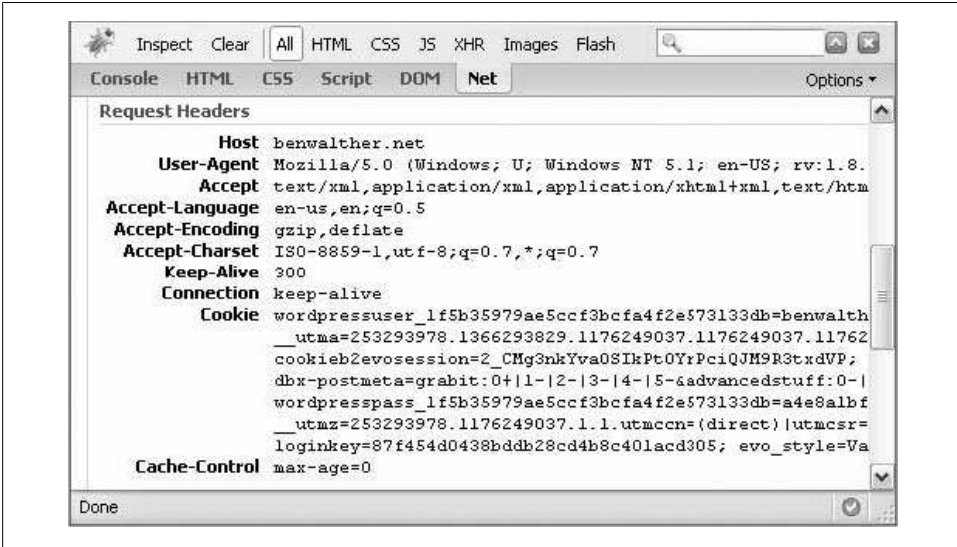 Inspect Clear All HTML CSS JS XHR Images Flash
Console HTML CSS Script DOM Net Options
Request Headers
Host benwalther.net
User-Agent Mozilla/5.0 (Windows; U; Windows NT 5.1; en-US; rv:1.8.
Accept text/xml,application/xml,application/xhtml+xml,text/htm
Accept-Language en-us,en;q=0.5
Accept-Encoding gzip,deflate
Accept-Charset ISO-8859-1,utf-8;q=0.7,*;q=0.7
Keep-Alive 300
Connection keep-alive
Cookie wordpressuser_1f5b35979ae5ccf3bcfa4f2e573133db=benwalth
__utma=253293978.1366293829.1176249037.1176249037.11762
cookieb2evosession=2_CMg3nkYva0SIkPt0YrPciQJM9R3txdVP;
dbx-postmeta=grabit:0+|1-|2-|3-|4-|5-&advancedstuff:0-|
wordpresspass_1f5b35979ae5ccf3bcfa4f2e573133db=a4e8a1bf
__utmz=253293978.1176249037.1.1.utmccn=(direct)|utmcsr=
loginkey=87f454d0438bddb28cd4b8c401acd305; evo_style=Va
Cache-Control max-age=0
Done